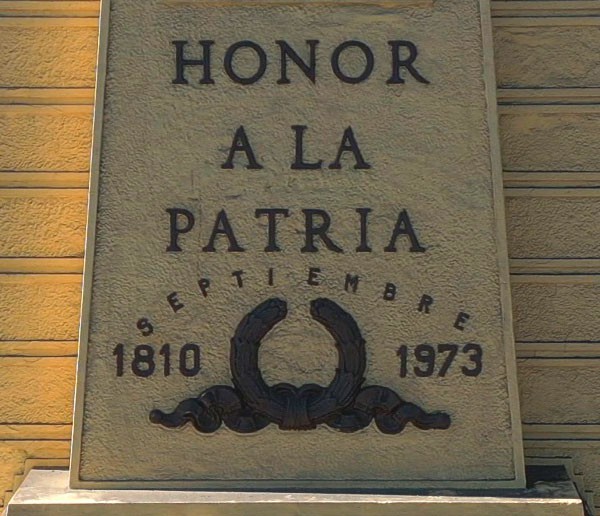 HONOR
A LA
PATRIA
SEPTIEMBRE
1810 1973